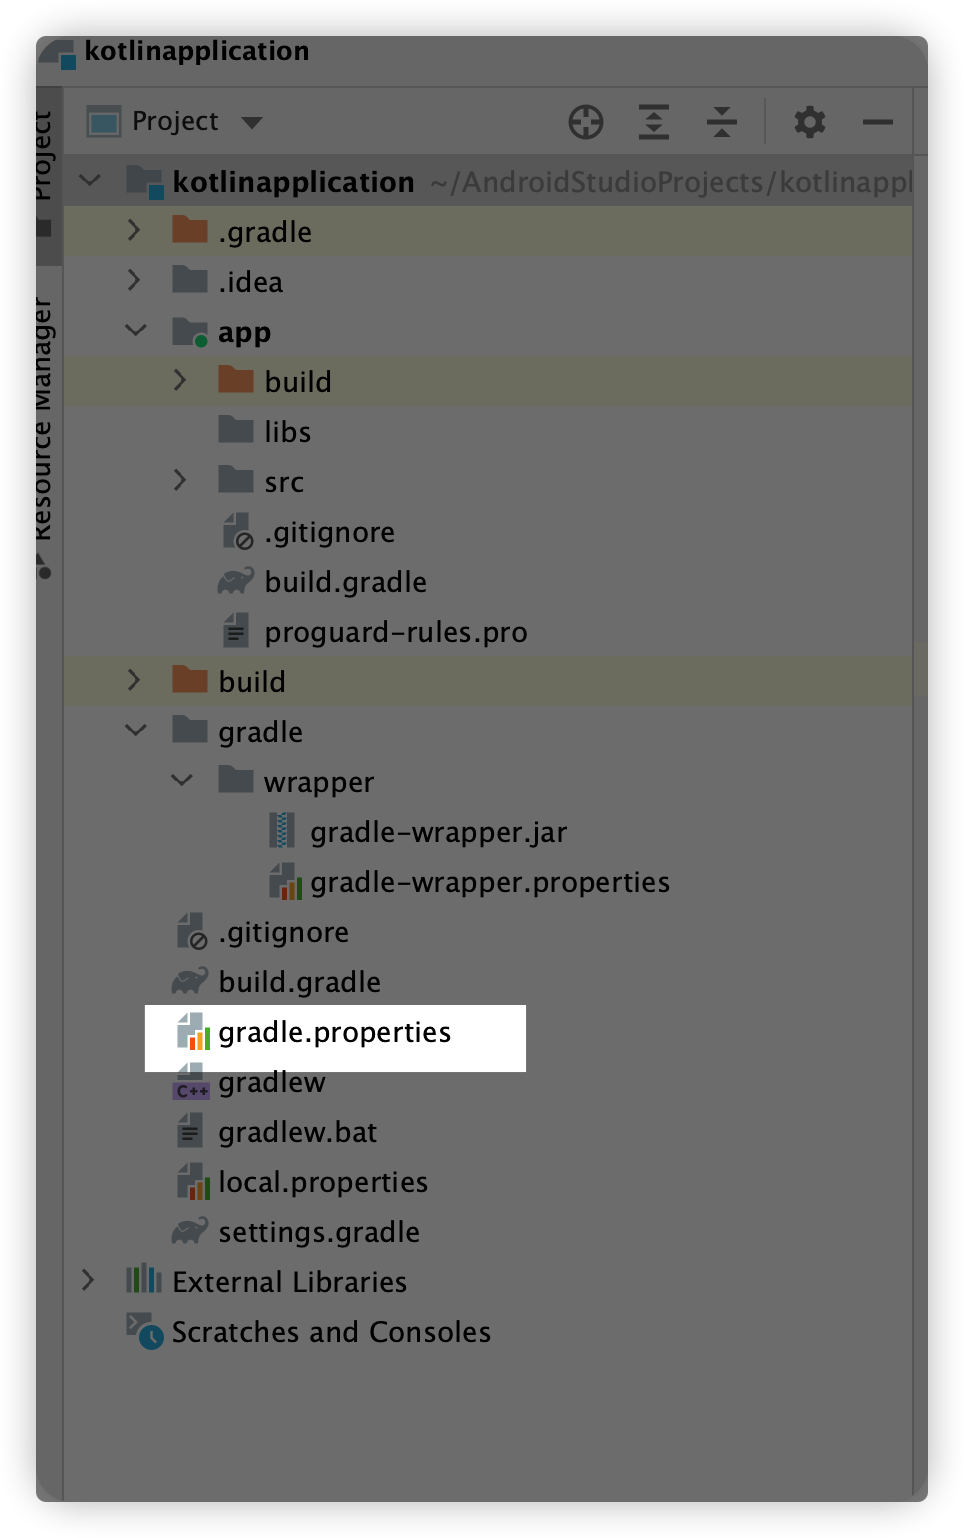 kotlinapplication
Project
Project
Resource Manager
kotlinapplication ~/AndroidStudioProjects/kotlinappl
.gradle
.idea
app
build
libs
src
.gitignore
build.gradle
proguard-rules.pro
build
gradle
wrapper
gradle-wrapper.jar
gradle-wrapper.properties
.gitignore
build.gradle
gradle.properties
C++ gradlew
gradlew.bat
local.properties
settings.gradle
External Libraries
Scratches and Consoles